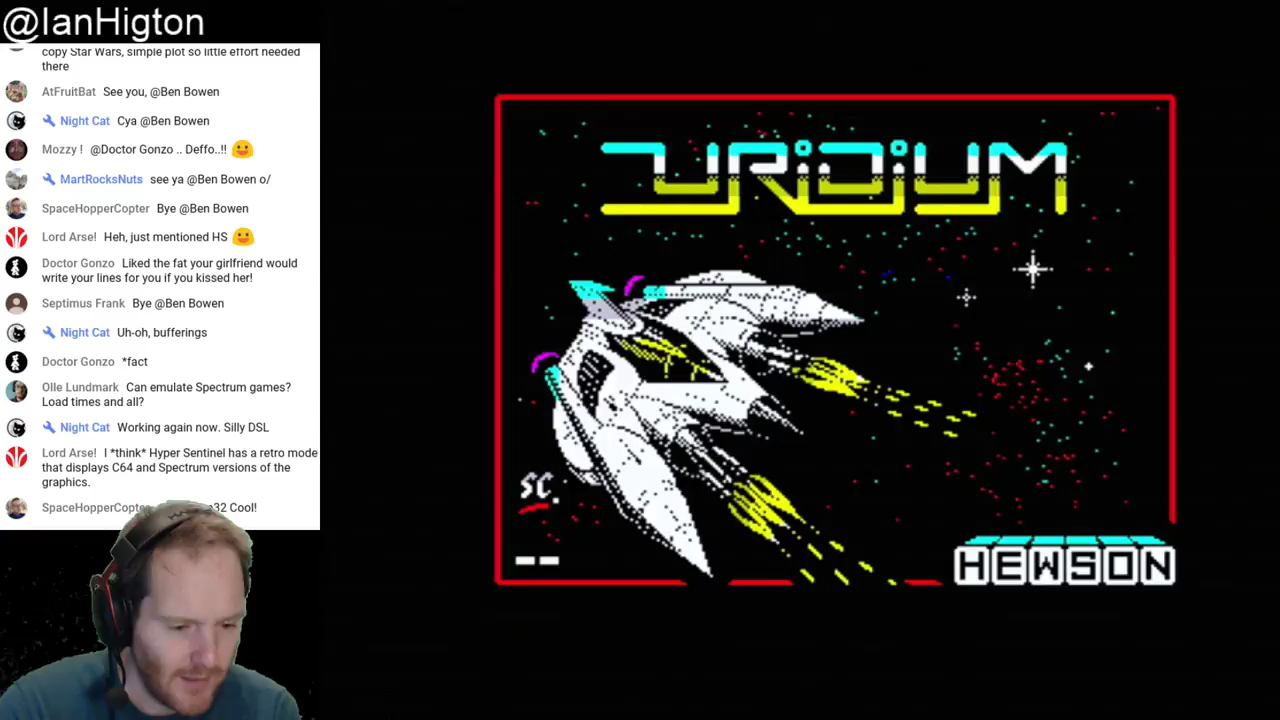 @IanHigton
copy Star Wars, simple plot so little effort needed
there
AtFruitBat See you, @Ben Bowen
Night Cat Cya @Ben Bowen
Mozzy ! @Doctor Gonzo .. Deffo..!!
MartRocksNuts see ya @Ben Bowen o/
SpaceHopperCopter Bye @Ben Bowen
Lord Arse! Heh, just mentioned HS
Doctor Gonzo Liked the fat your girlfriend would
write your lines for you if you kissed her!
Septimus Frank Bye @Ben Bowen
Night Cat Uh-oh, bufferings
Doctor Gonzo *fact
Olle Lundmark Can emulate Spectrum games?
Load times and all?
Night Cat Working again now. Silly DSL
Lord Arse! I *think* Hyper Sentinel has a retro mode
that displays C64 and Spectrum versions of the
graphics.
Cool!
URIDIUM
SC.
HEWSON